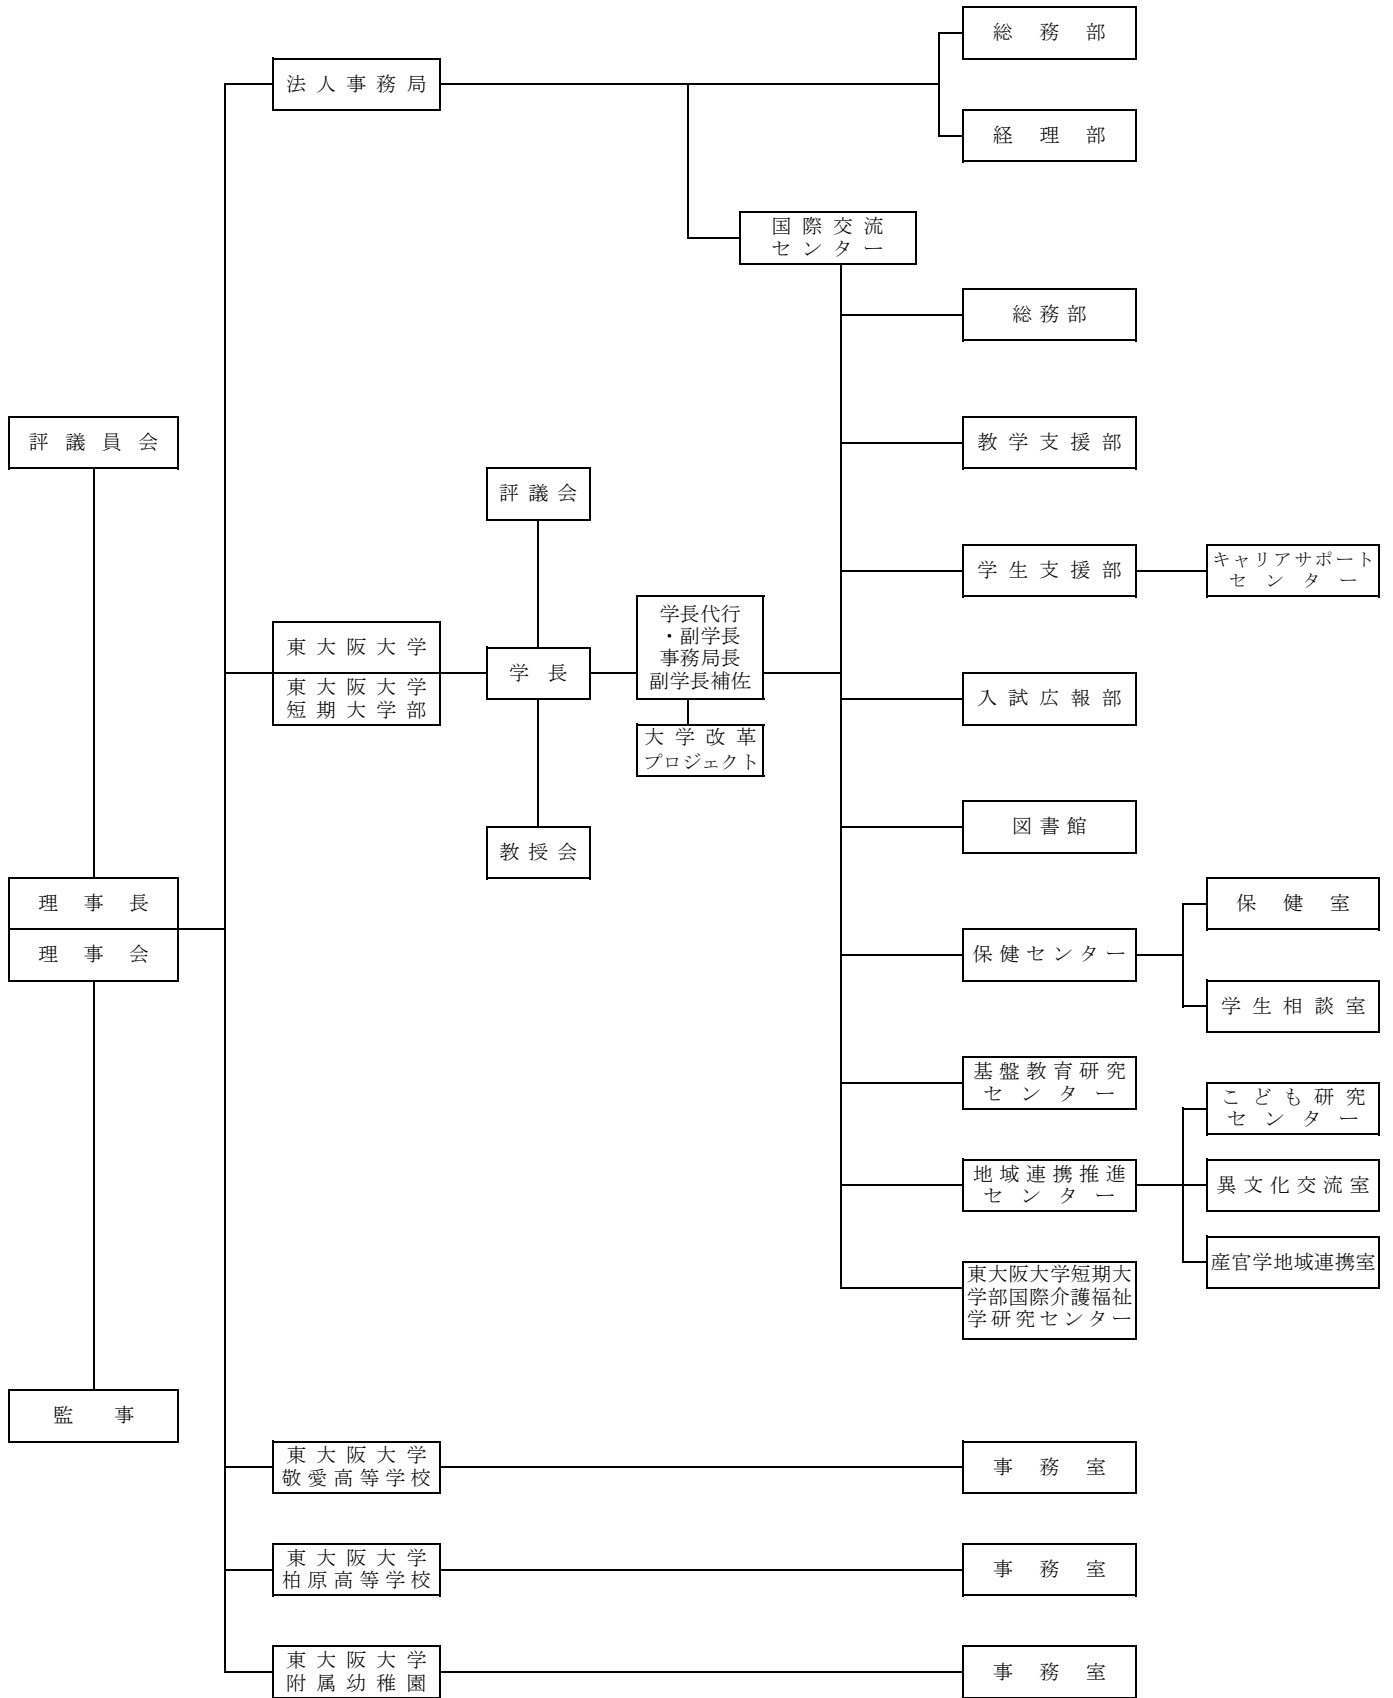 総務部
法人事務局
経理部
国際交流
センター
総務部
評議員会
教学支援部
評議会
学生支援部
キャリアサポート
センター
東大阪大学
東大阪大学
短期大学部
学長
学長代行
・副学長
事務局長
副学長補佐
大学改革
プロジェクト
入試広報部
図書館
教授会
理事長
理事会
保健センター
保健室
学生相談室
基盤教育研究
センター
こども研究
センター
地域連携推進
センター
異文化交流室
産官学地域連携室
東大阪大学短期大
学部国際介護福祉
学研究センター
監事
東大阪大学
敬愛高等学校
事務室
東大阪大学
柏原高等学校
事務室
東大阪大学
附属幼稚園
事務室